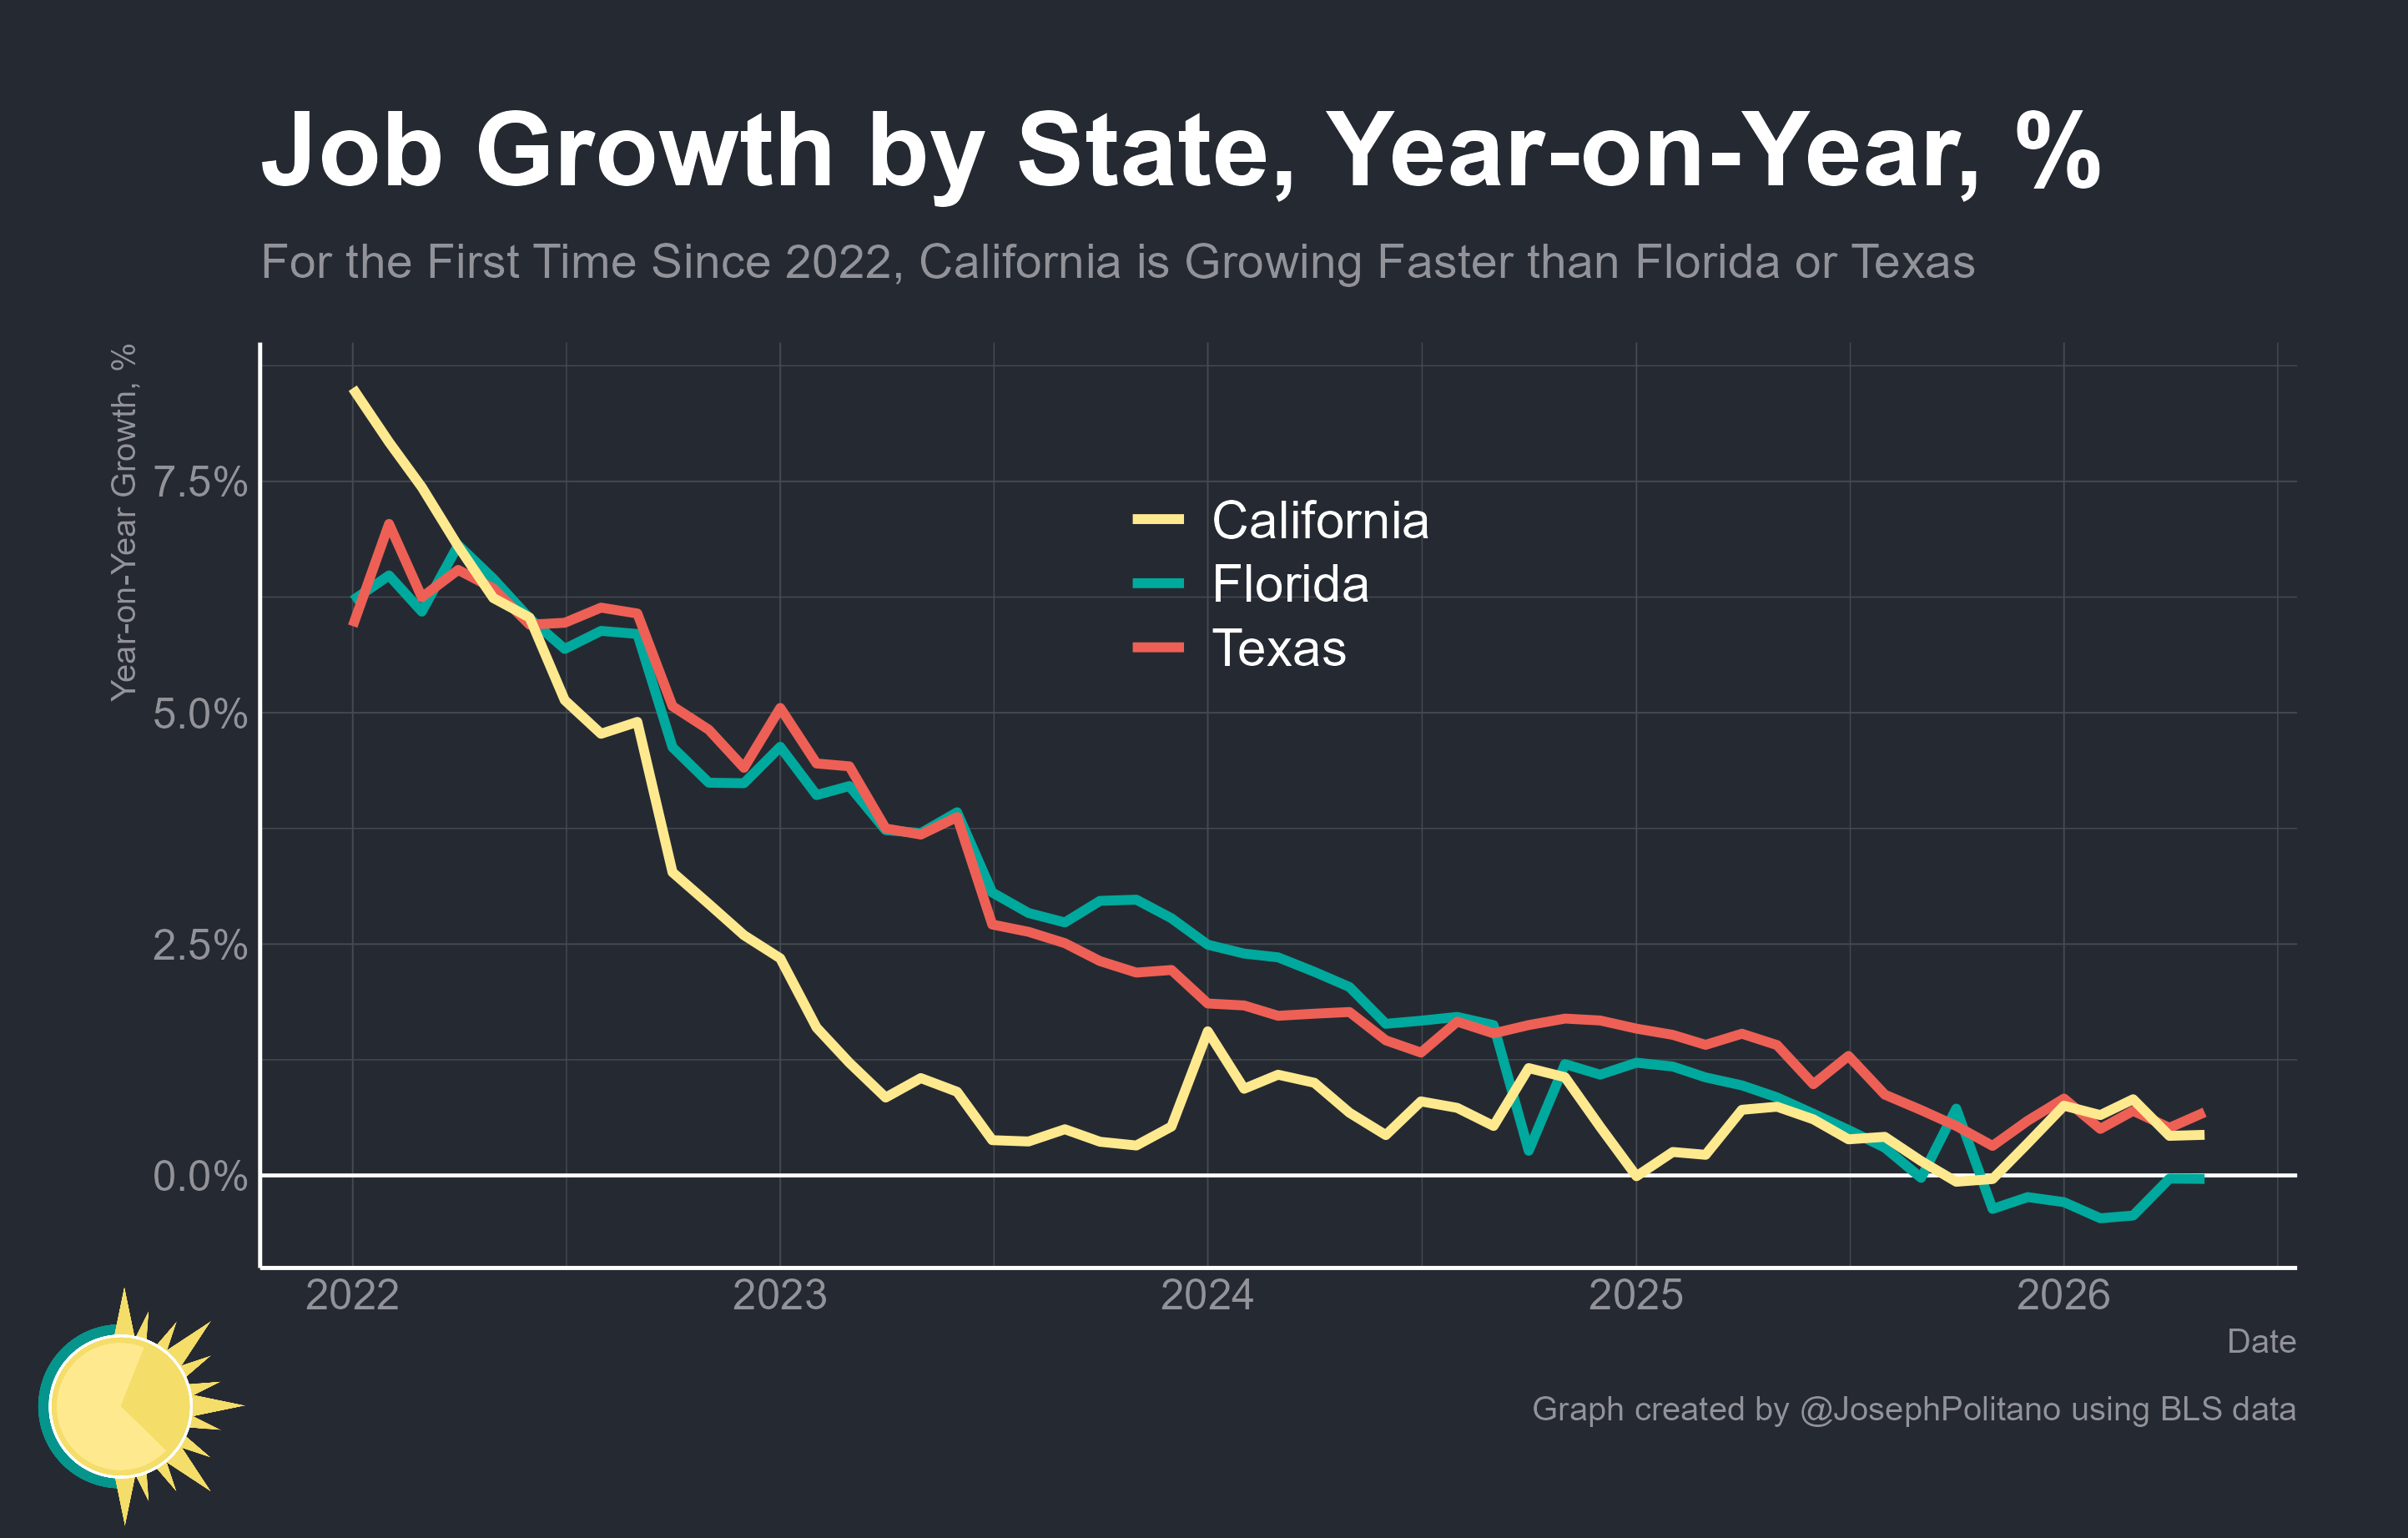 Job Growth by State, Year-on-Year, %
For the First Time Since 2022, California is Growing Faster than Florida or Texas
Year-on-Year Growth, %
7.5%
5.0%
2.5%
0.0%
California
Florida
Texas
2022
2023
2024
2025
2026
Date
Graph created by @JosephPolitano using BLS data